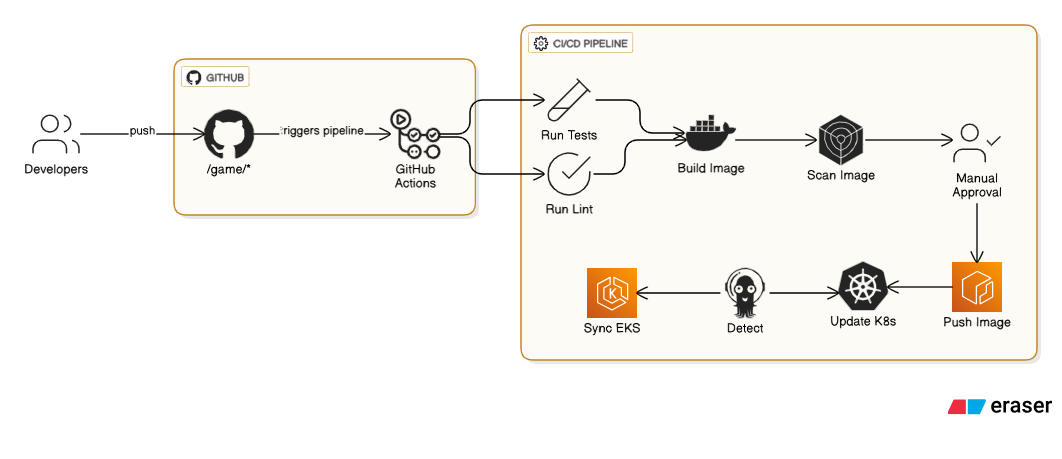 CI/CD PIPELINE
GITHUB
Developers
push
/game/*
triggers pipeline
GitHub
Actions
Run Tests
Run Lint
Build Image
Scan Image
Manual
Approval
Sync EKS
Detect
Update K8s
Push Image
eraser